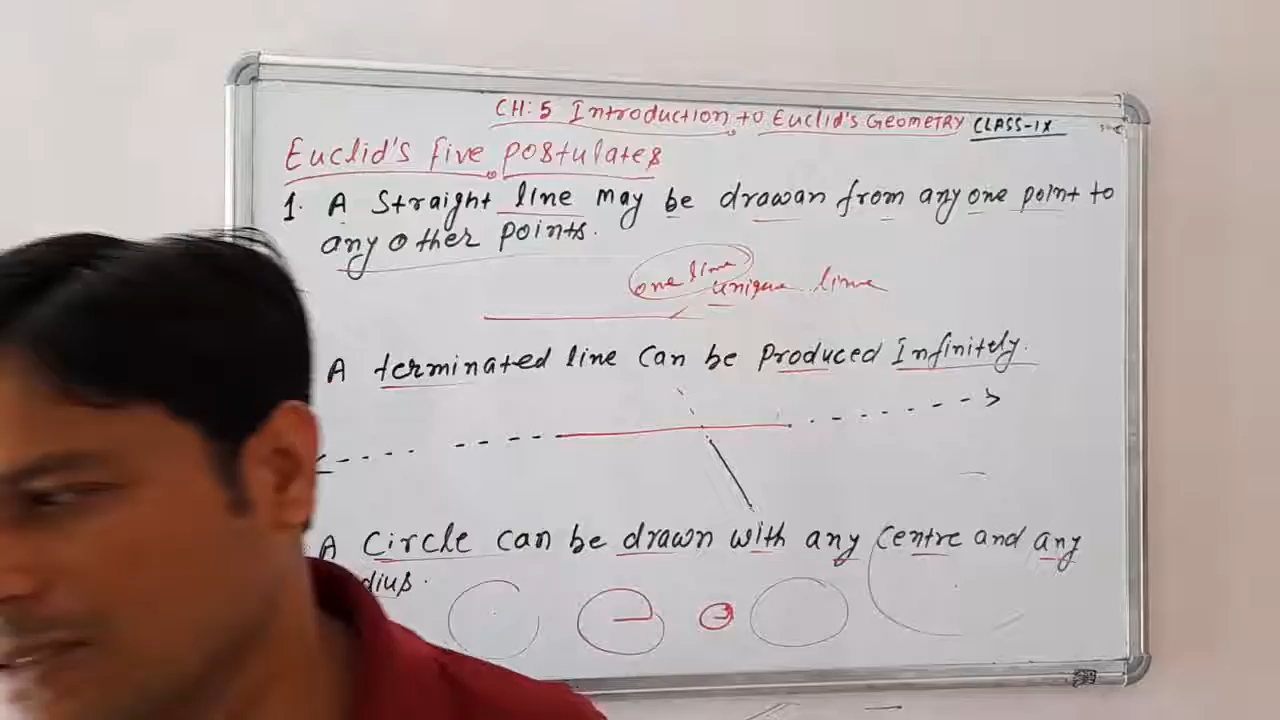 CH: 5 Introduction to Euclid's Geometry CLASS-IX
Euclid's five postulates
1. A Straight line may be drawan from any one point to
any other points.
one line
unique line
A terminated line can be produced Infinitely.
A Circle can be drawn with any Centre and any
dius.